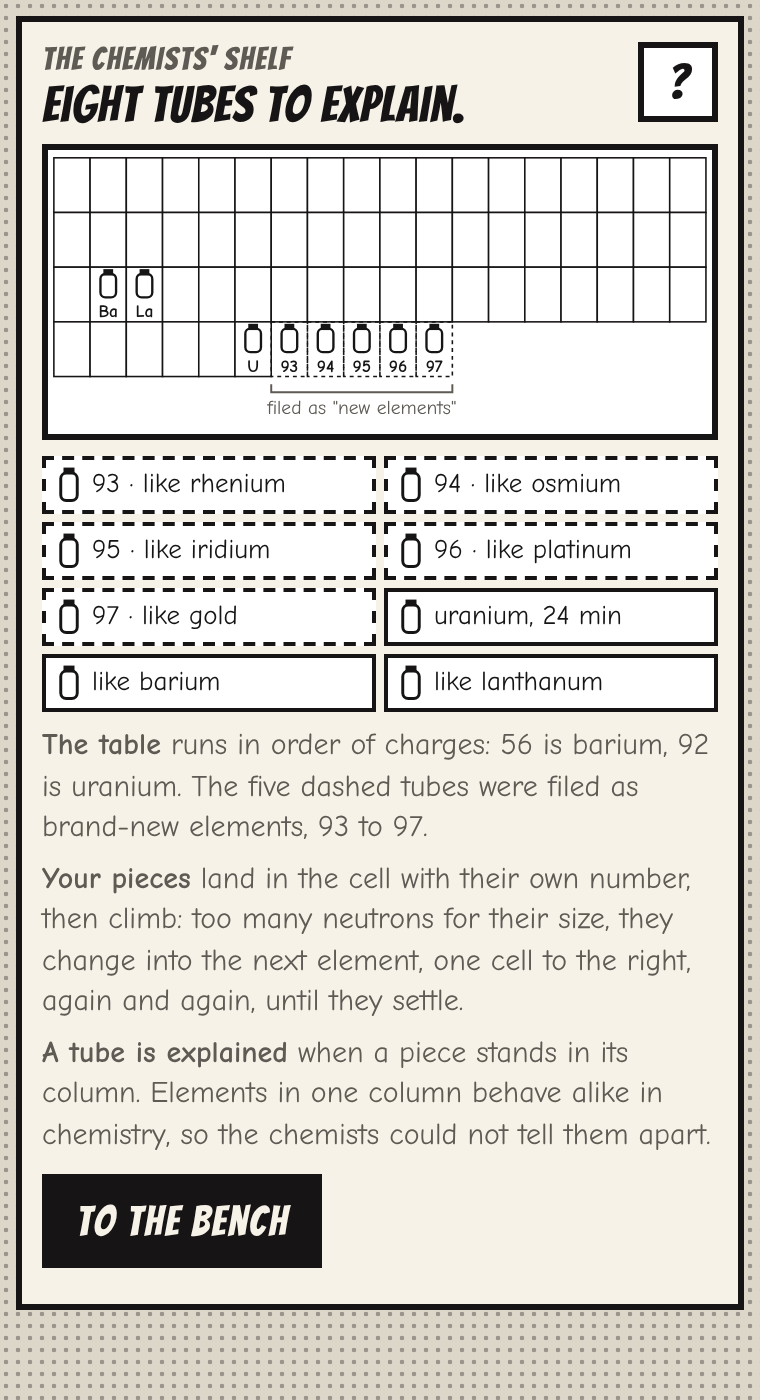 THE CHEMISTS' SHELF
EIGHT TUBES TO EXPLAIN.
?
Ba La
U 93 94 95 96 97
filed as "new elements"
93 · like rhenium
94 · like osmium
95 · like iridium
96 · like platinum
97 · like gold
uranium, 24 min
like barium
like lanthanum
The table runs in order of charges: 56 is barium, 92
is uranium. The five dashed tubes were filed as
brand-new elements, 93 to 97.
Your pieces land in the cell with their own number,
then climb: too many neutrons for their size, they
change into the next element, one cell to the right,
again and again, until they settle.
A tube is explained when a piece stands in its
column. Elements in one column behave alike in
chemistry, so the chemists could not tell them apart.
TO THE BENCH